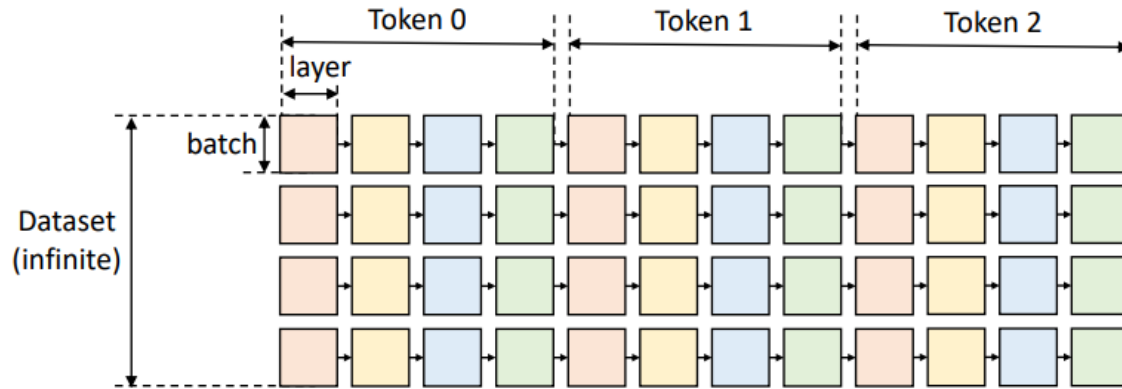 Token 0
Token 1
Token 2
layer
batch
Dataset
(infinite)